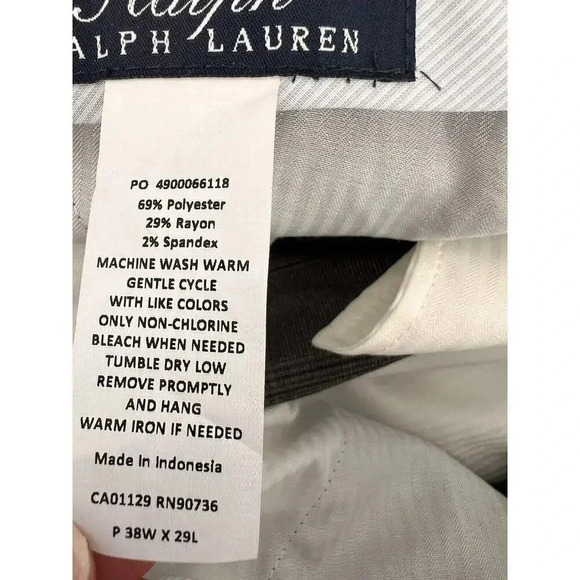 Ralph
RALPH LAUREN
PO 4900066118
69% Polyester
29% Rayon
2% Spandex
MACHINE WASH WARM
GENTLE CYCLE
WITH LIKE COLORS
ONLY NON-CHLORINE
BLEACH WHEN NEEDED
TUMBLE DRY LOW
REMOVE PROMPTLY
AND HANG
WARM IRON IF NEEDED
Made In Indonesia
CA01129 RN90736
P 38W X 29L